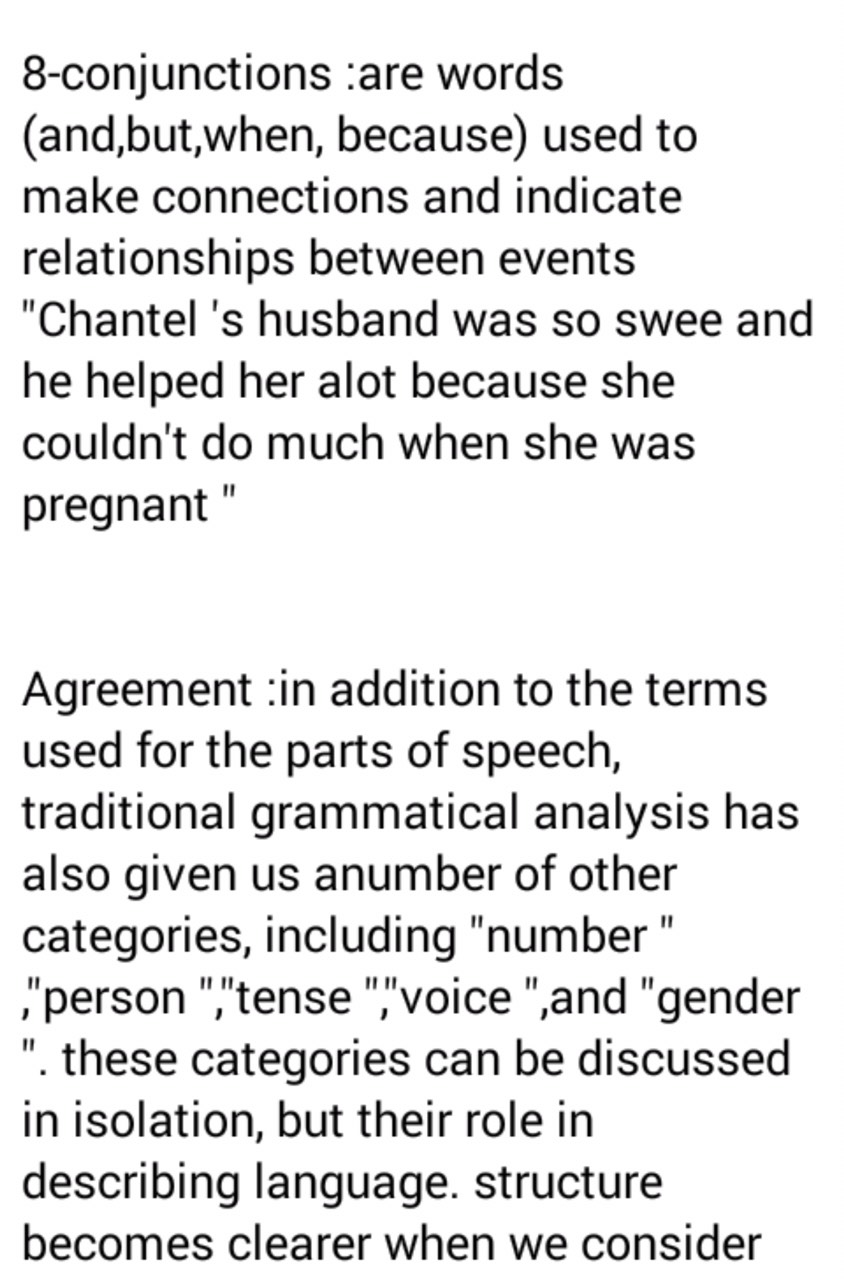 8-conjunctions :are words
(and,but,when, because) used to
make connections and indicate
relationships between events
"Chantel 's husband was so swee and
he helped her alot because she
couldn't do much when she was
pregnant "
Agreement :in addition to the terms
used for the parts of speech,
traditional grammatical analysis has
also given us anumber of other
categories, including "number "
,"person ","tense ","voice ",and "gender
". these categories can be discussed
in isolation, but their role in
describing language. structure
becomes clearer when we consider